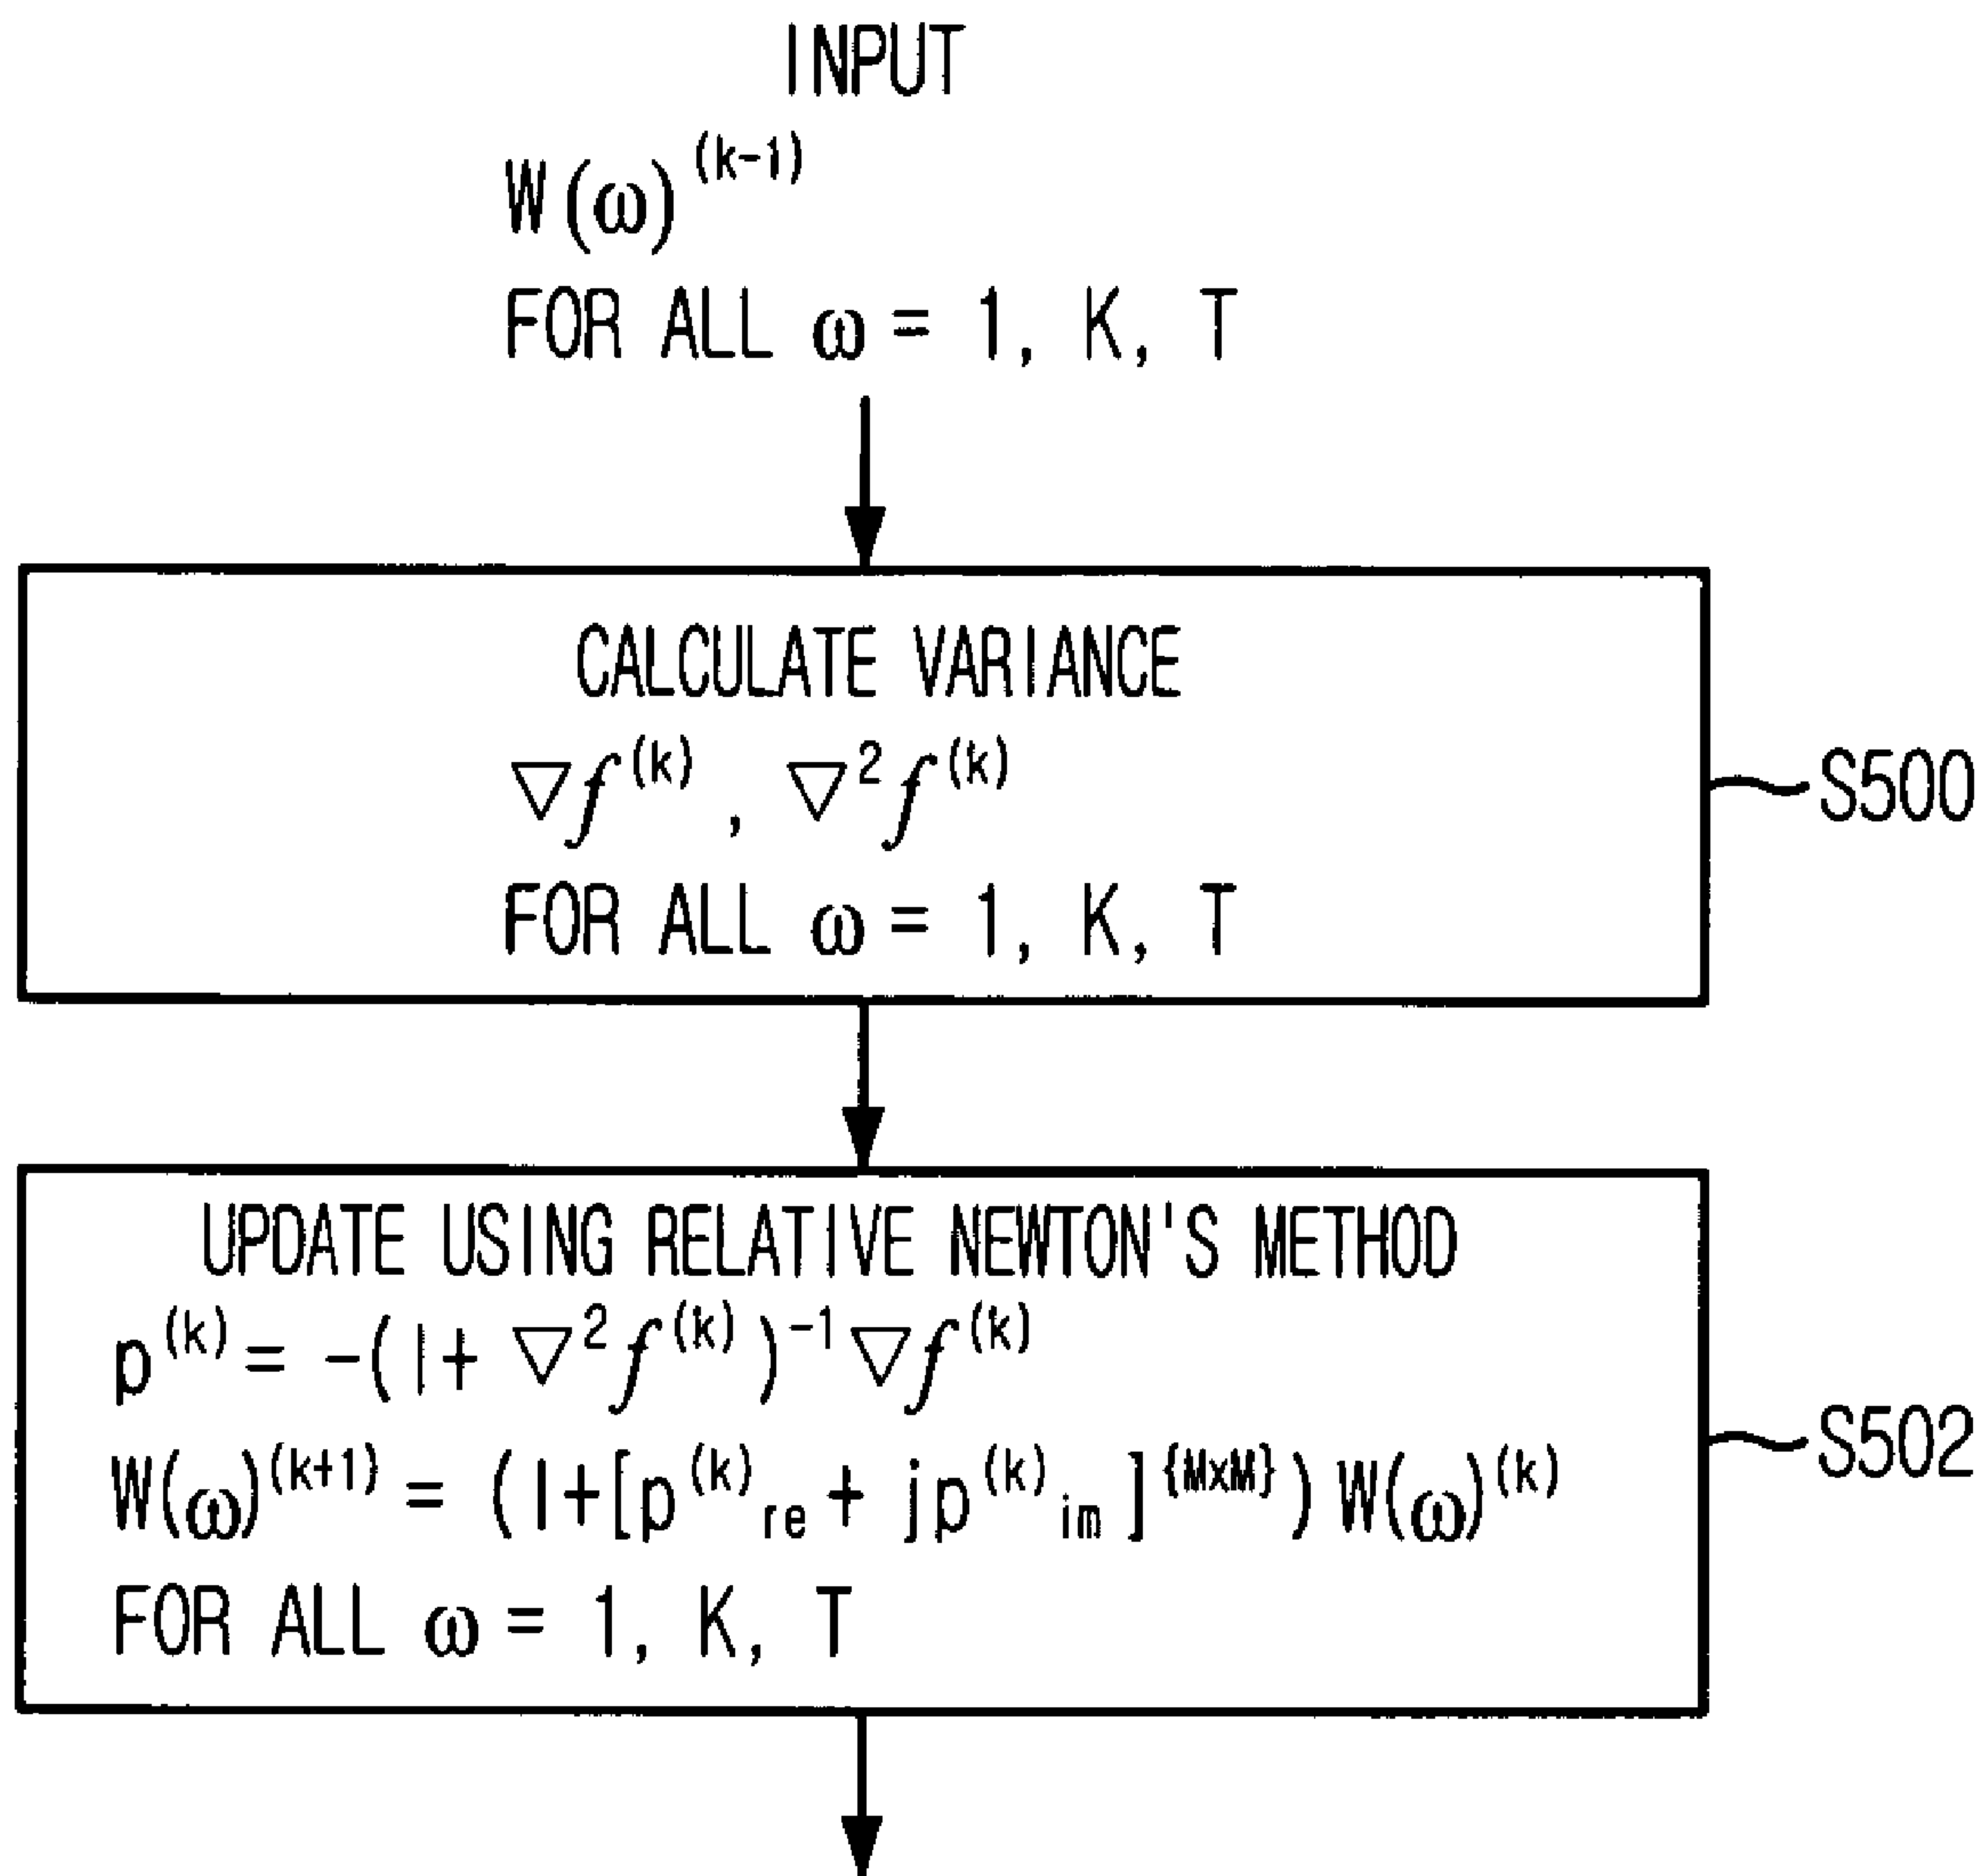 INPUT
W(ω)^(k-1)
FOR ALL ω = 1, K, T
CALCULATE VARIANCE
∇f^(k) , ∇²f^(k)
FOR ALL ω = 1, K, T
S500
UPDATE USING RELATIVE NEWTON'S METHOD
p^(k) = -(I+ ∇²f^(k))^-1 ∇f^(k)
W(ω)^(k+1) = (I+[p^(k)_re + jp^(k)_im]^{MxM})W(ω)^(k)
FOR ALL ω = 1, K, T
S502